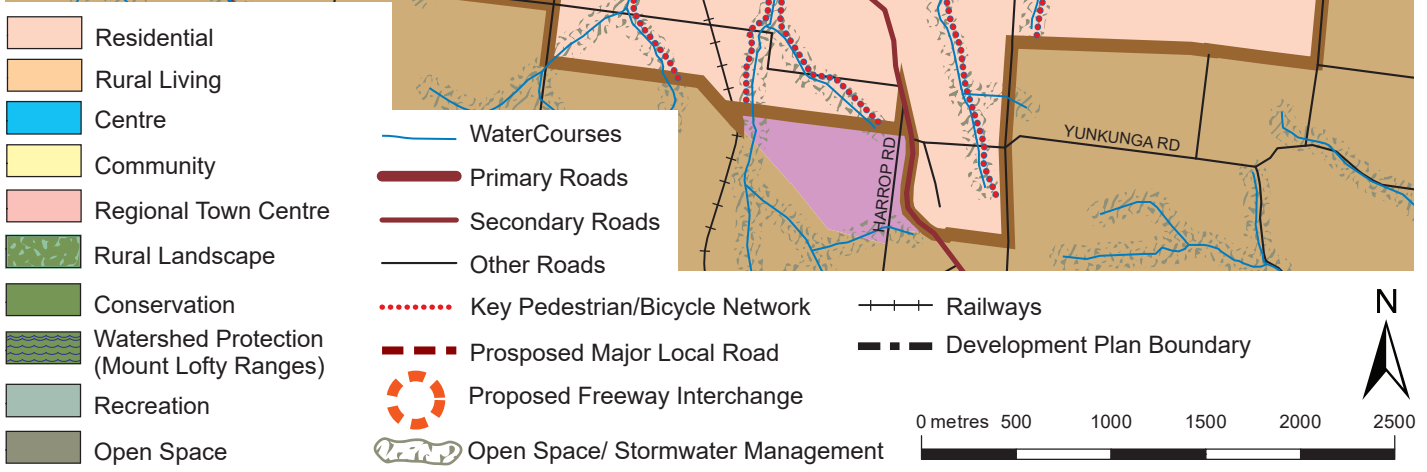 YUNKUNGA RD
HARROP RD
Residential
Rural Living
Centre
Community
Regional Town Centre
Rural Landscape
Conservation
Watershed Protection
(Mount Lofty Ranges)
Recreation
Open Space
WaterCourses
Primary Roads
Secondary Roads
Other Roads
Key Pedestrian/Bicycle Network
Prosposed Major Local Road
Proposed Freeway Interchange
Open Space/ Stormwater Management
Railways
Development Plan Boundary
N
0 metres 500 1000 1500 2000 2500